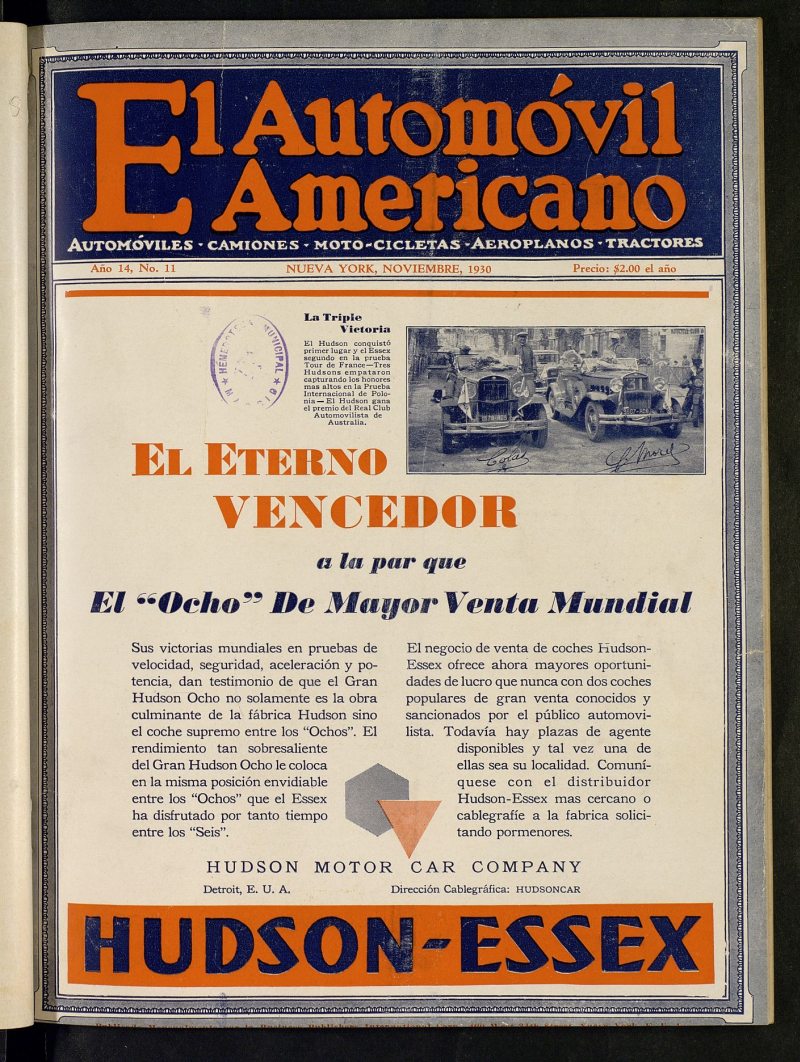 El Automóvil
Americano
AUTOMÓVILES · CAMIONES · MOTO-CICLETAS · AEROPLANOS · TRACTORES
Año 14, No. 11
NUEVA YORK, NOVIEMBRE, 1930
Precio: $2.00 el año
La Triple
Victoria
El Hudson conquistó
primer lugar y el Essex
segundo en la prueba
Tour de France—Tres
Hudsons empataron
capturando los honores
mas altos en la Prueba
Internacional de Polo-
nia—El Hudson gana
el premio del Real Club
Automovilista de
Australia.
HEMEROTECA MUNICIPAL
EL ETERNO
VENCEDOR
a la par que
El “Ocho” De Mayor Venta Mundial
Sus victorias mundiales en pruebas de
velocidad, seguridad, aceleración y po-
tencia, dan testimonio de que el Gran
Hudson Ocho no solamente es la obra
culminante de la fábrica Hudson sino
el coche supremo entre los “Ochos”. El
rendimiento tan sobresaliente
del Gran Hudson Ocho le coloca
en la misma posición envidiable
entre los “Ochos” que el Essex
ha disfrutado por tanto tiempo
entre los “Seis”.
El negocio de venta de coches Hudson-
Essex ofrece ahora mayores oportuni-
dades de lucro que nunca con dos coches
populares de gran venta conocidos y
sancionados por el público automovi-
lista. Todavía hay plazas de agente
disponibles y tal vez una de
ellas sea su localidad. Comuní-
quese con el distribuidor
Hudson-Essex mas cercano o
cablegrafíe a la fabrica solici-
tando pormenores.
HUDSON MOTOR CAR COMPANY
Detroit, E. U. A.
Dirección Cablegráfica: HUDSONCAR
HUDSON-ESSEX